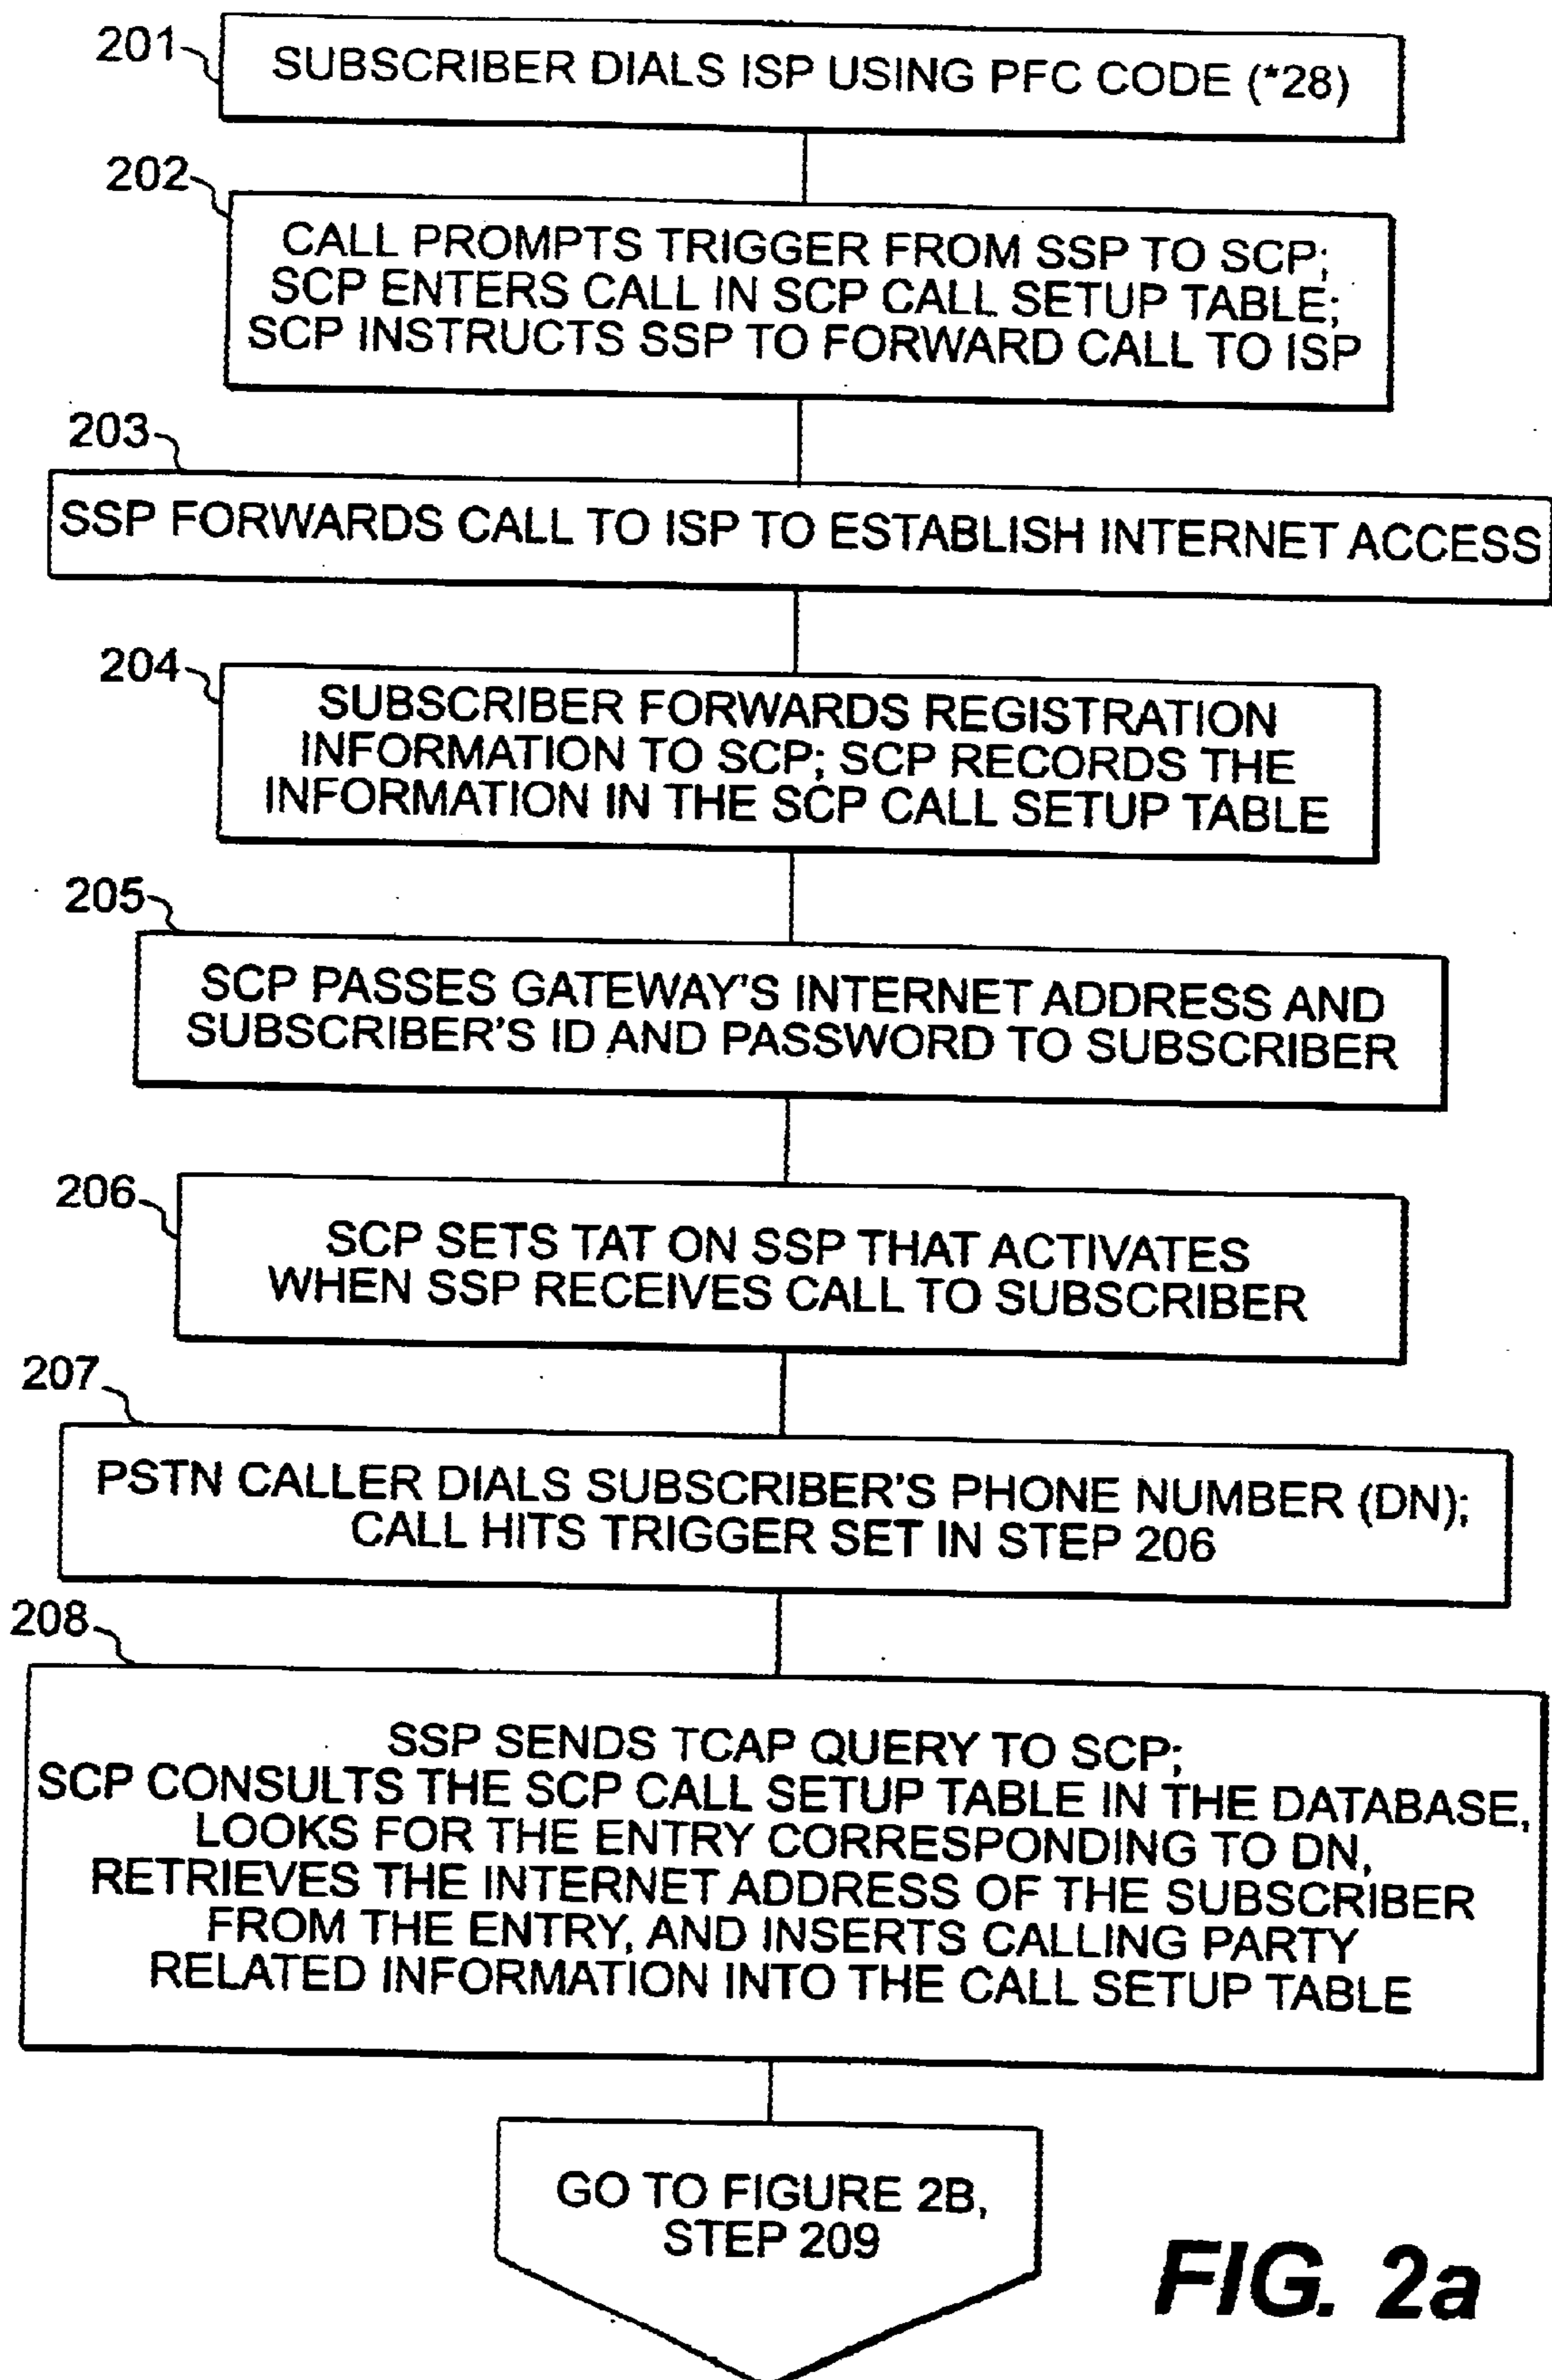 201
SUBSCRIBER DIALS ISP USING PFC CODE (*28)
202
CALL PROMPTS TRIGGER FROM SSP TO SCP;
SCP ENTERS CALL IN SCP CALL SETUP TABLE;
SCP INSTRUCTS SSP TO FORWARD CALL TO ISP
203
SSP FORWARDS CALL TO ISP TO ESTABLISH INTERNET ACCESS
204
SUBSCRIBER FORWARDS REGISTRATION
INFORMATION TO SCP; SCP RECORDS THE
INFORMATION IN THE SCP CALL SETUP TABLE
205
SCP PASSES GATEWAY'S INTERNET ADDRESS AND
SUBSCRIBER'S ID AND PASSWORD TO SUBSCRIBER
206
SCP SETS TAT ON SSP THAT ACTIVATES
WHEN SSP RECEIVES CALL TO SUBSCRIBER
207
PSTN CALLER DIALS SUBSCRIBER'S PHONE NUMBER (DN);
CALL HITS TRIGGER SET IN STEP 206
208
SSP SENDS TCAP QUERY TO SCP;
SCP CONSULTS THE SCP CALL SETUP TABLE IN THE DATABASE,
LOOKS FOR THE ENTRY CORRESPONDING TO DN,
RETRIEVES THE INTERNET ADDRESS OF THE SUBSCRIBER
FROM THE ENTRY, AND INSERTS CALLING PARTY
RELATED INFORMATION INTO THE CALL SETUP TABLE
GO TO FIGURE 2B,
STEP 209
FIG. 2a